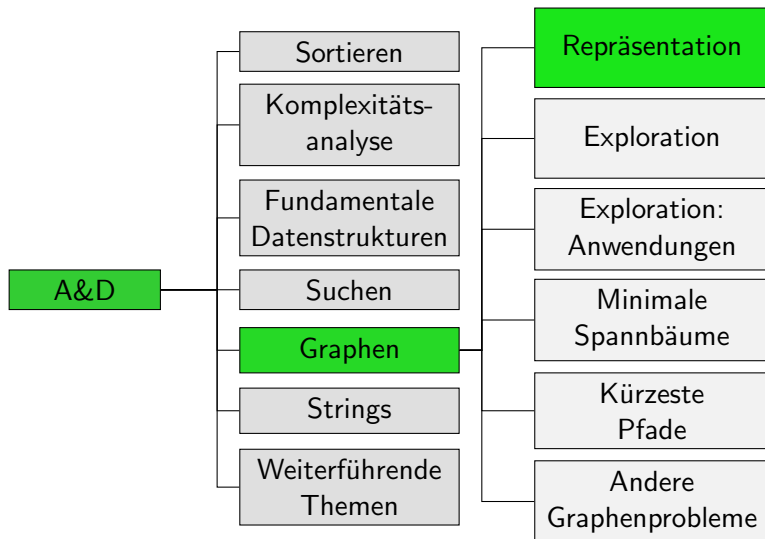 A&D
Sortieren
Komplexitäts-
analyse
Fundamentale
Datenstrukturen
Suchen
Graphen
Strings
Weiterführende
Themen
Repräsentation
Exploration
Exploration:
Anwendungen
Minimale
Spannbäume
Kürzeste
Pfade
Andere
Graphenprobleme